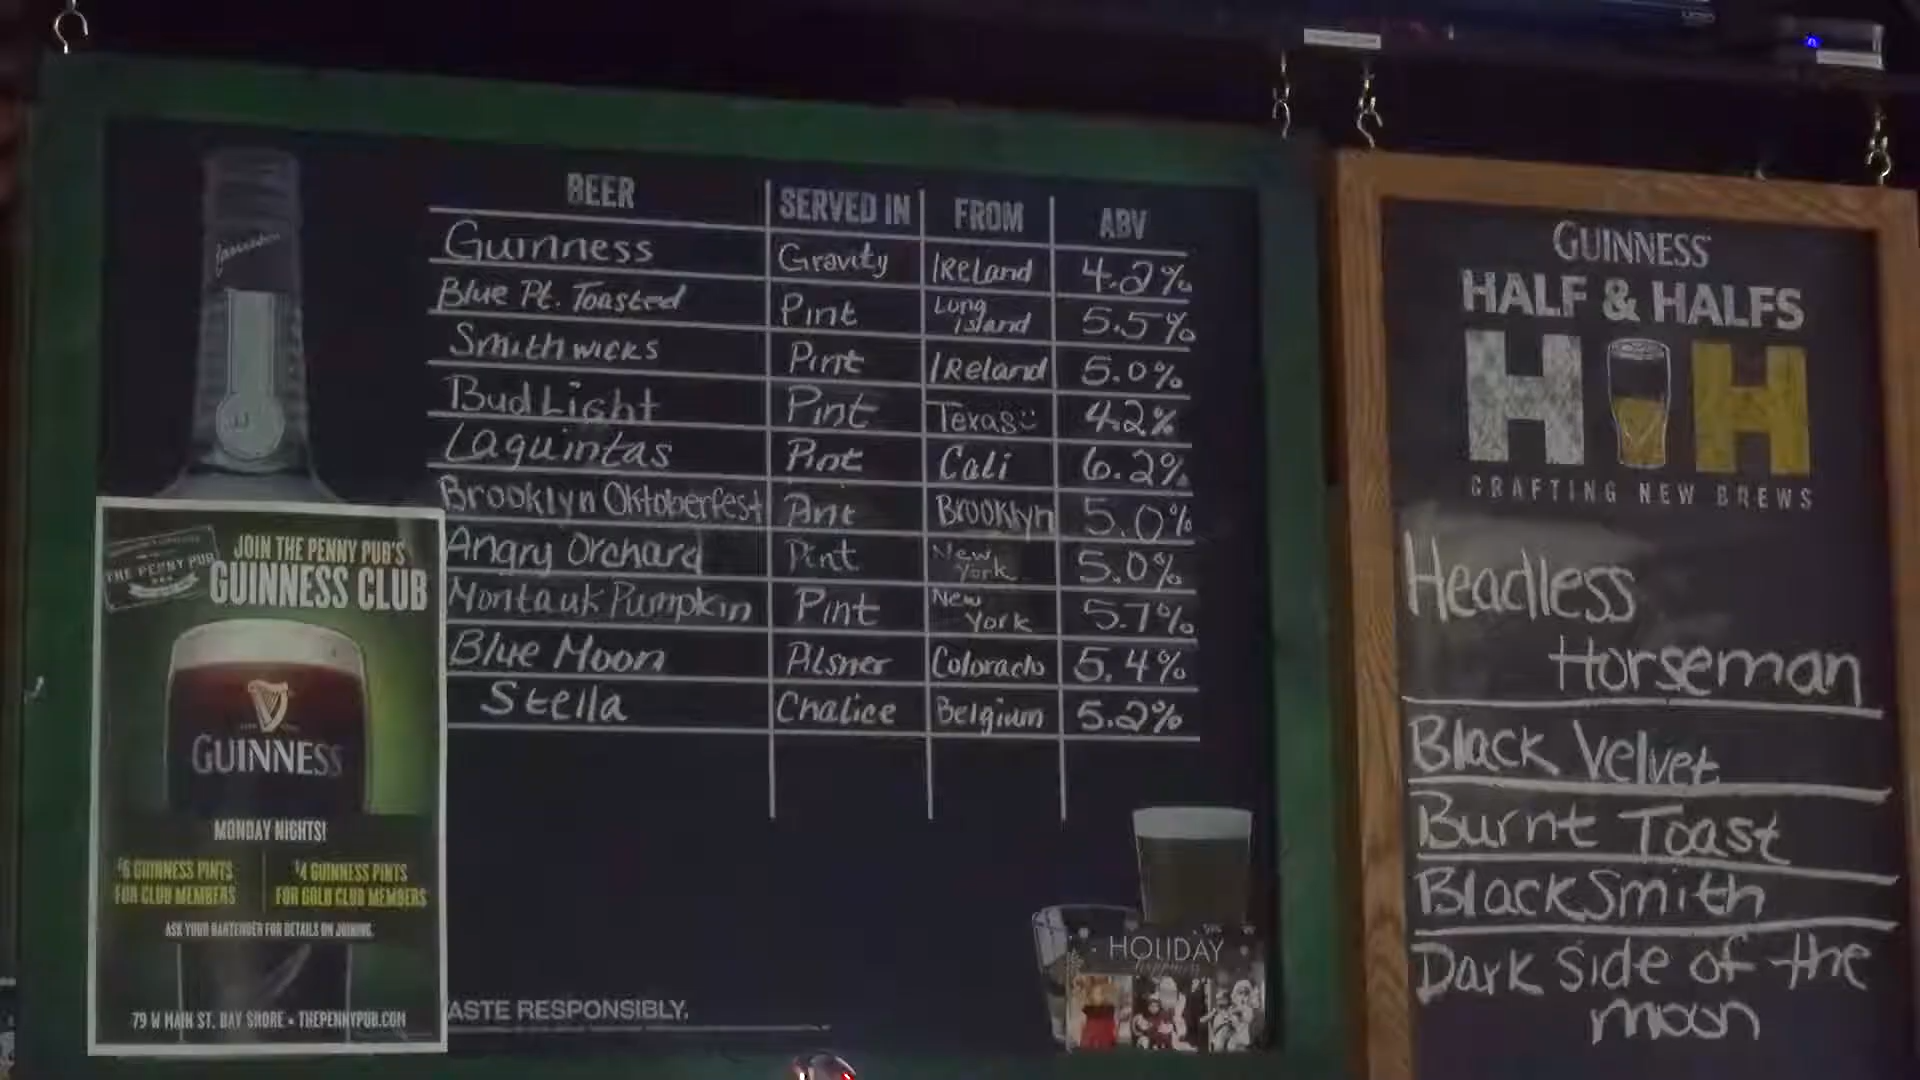 BEER SERVED IN FROM ABV
Guinness Gravity Ireland 4.2%
Blue Pt. Toasted Pint Long Island 5.5%
Smithwicks Pint Ireland 5.0%
Bud Light Pint Texas 4.2%
Laguintas Pint Cali 6.2%
Brooklyn Oktoberfest Pint Brooklyn 5.0%
Angry Orchard Pint New York 5.0%
Montauk Pumpkin Pint New York 5.7%
Blue Moon Pilsner Colorado 5.4%
Stella Chalice Belgium 5.2%
Jameson
THE PENNY PUB
JOIN THE PENNY PUB'S
GUINNESS CLUB
GUINNESS
MONDAY NIGHTS!
$6 GUINNESS PINTS
FOR CLUB MEMBERS
$4 GUINNESS PINTS
FOR GOLD CLUB MEMBERS
ASK YOUR BARTENDER FOR DETAILS ON JOINING.
79 W MAIN ST. BAY SHORE • THEPENNYPUB.COM
ASTE RESPONSIBLY.
HOLIDAY
happiness
GUINNESS
HALF & HALFS
H H
CRAFTING NEW BREWS
Headless
Horseman
Black Velvet
Burnt Toast
BlackSmith
Dark Side of the
moon